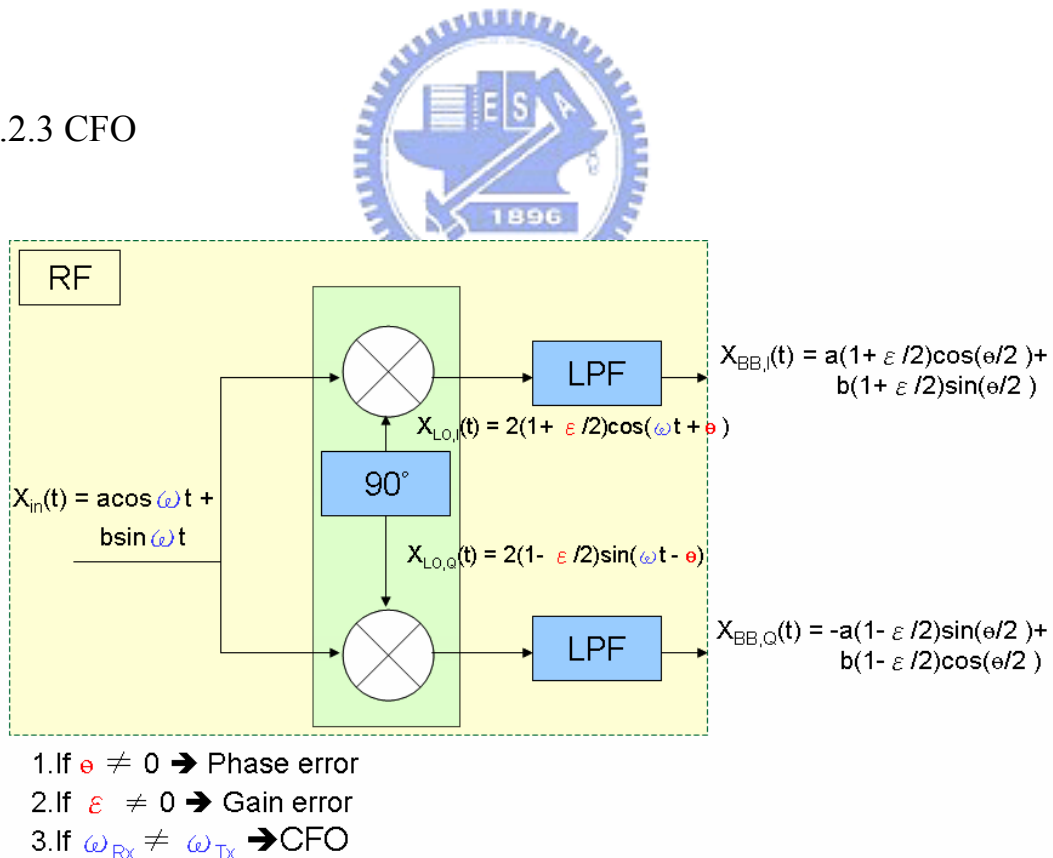 .2.3 CFO
E S A
1896
RF
LPF
X_BB,I(t) = a(1+ ε /2)cos(ɵ/2 )+
b(1+ ε /2)sin(ɵ/2 )
X_LO,I(t) = 2(1+ ε /2)cos(ωt + ɵ )
90°
X_in(t) = acos ωt +
bsin ωt
X_LO,Q(t) = 2(1- ε /2)sin(ωt - ɵ)
LPF
X_BB,Q(t) = -a(1- ε /2)sin(ɵ/2 )+
b(1- ε /2)cos(ɵ/2 )
1.If ɵ ≠ 0 ➔ Phase error
2.If ε ≠ 0 ➔ Gain error
3.If ω_Rx ≠ ω_Tx ➔CFO